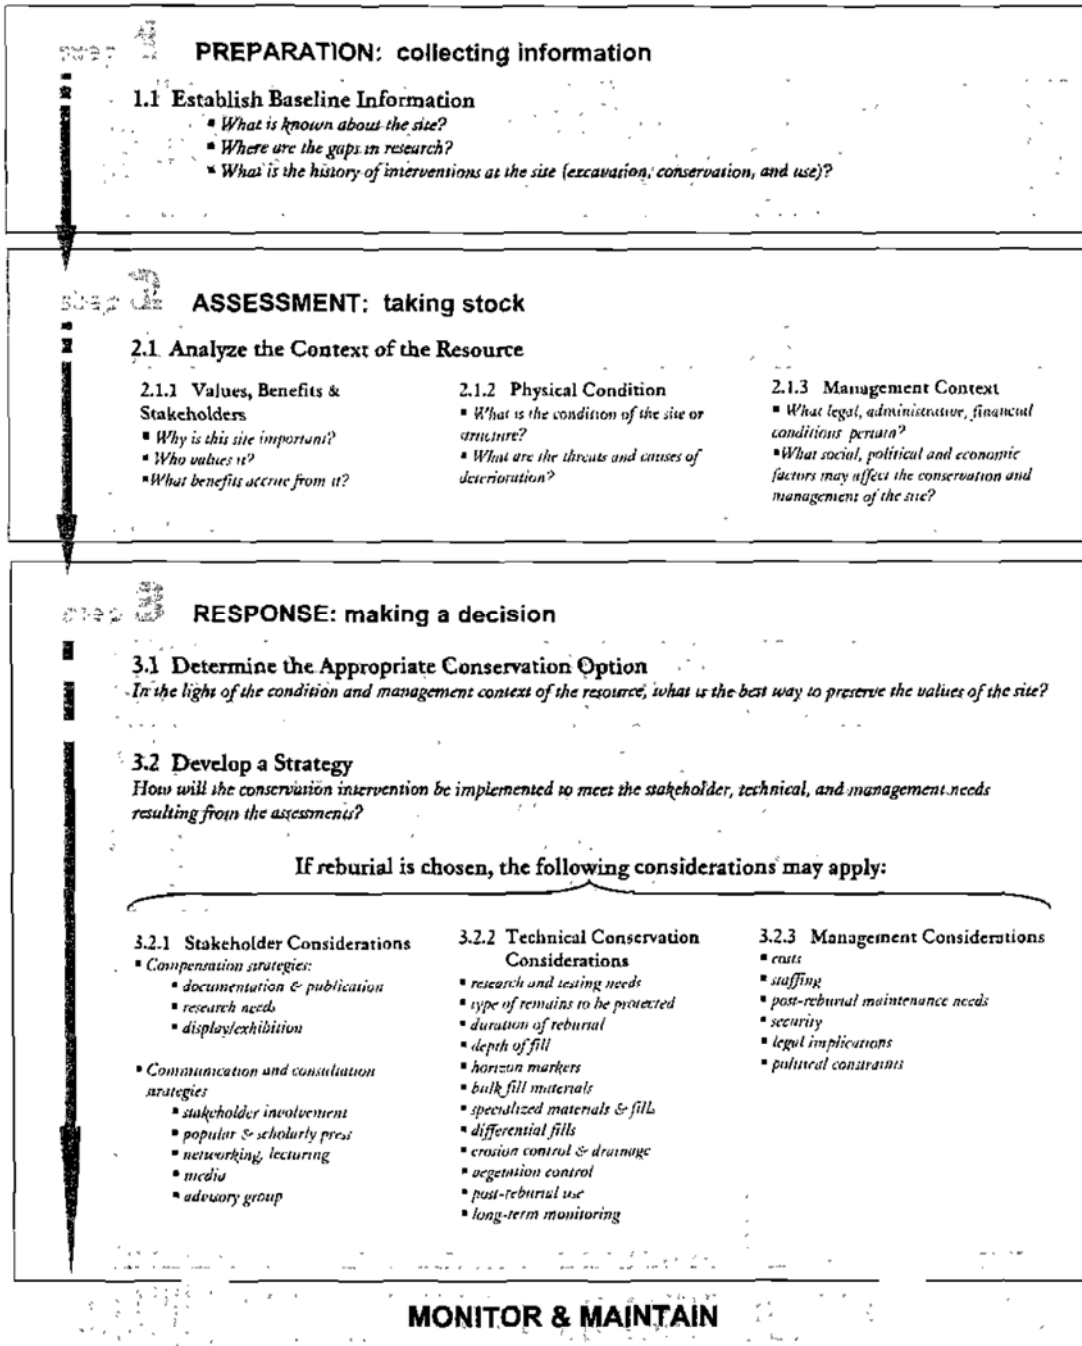 step 1 PREPARATION: collecting information
1.1 Establish Baseline Information
▪ What is known about the site?
▪ Where are the gaps in research?
▪ What is the history of interventions at the site (excavation, conservation, and use)?
step 2 ASSESSMENT: taking stock
2.1 Analyze the Context of the Resource
2.1.1 Values, Benefits &
Stakeholders
▪ Why is this site important?
▪ Who values it?
▪ What benefits accrue from it?
2.1.2 Physical Condition
▪ What is the condition of the site or
structure?
▪ What are the threats and causes of
deterioration?
2.1.3 Management Context
▪ What legal, administrative, financial
conditions pertain?
▪ What social, political and economic
factors may affect the conservation and
management of the site?
step 3 RESPONSE: making a decision
3.1 Determine the Appropriate Conservation Option
In the light of the condition and management context of the resource, what is the best way to preserve the values of the site?
3.2 Develop a Strategy
How will the conservation intervention be implemented to meet the stakeholder, technical, and management needs
resulting from the assessments?
If reburial is chosen, the following considerations may apply:
3.2.1 Stakeholder Considerations
▪ Compensation strategies:
▪ documentation & publication
▪ research needs
▪ display/exhibition
▪ Communication and consultation
strategies
▪ stakeholder involvement
▪ popular & scholarly press
▪ networking, lecturing
▪ media
▪ advisory group
3.2.2 Technical Conservation
Considerations
▪ research and testing needs
▪ type of remains to be protected
▪ duration of reburial
▪ depth of fill
▪ horizon markers
▪ bulk fill materials
▪ specialized materials & fills
▪ differential fills
▪ erosion control & drainage
▪ vegetation control
▪ post-reburial use
▪ long-term monitoring
3.2.3 Management Considerations
▪ costs
▪ staffing
▪ post-reburial maintenance needs
▪ security
▪ legal implications
▪ political constraints
MONITOR & MAINTAIN